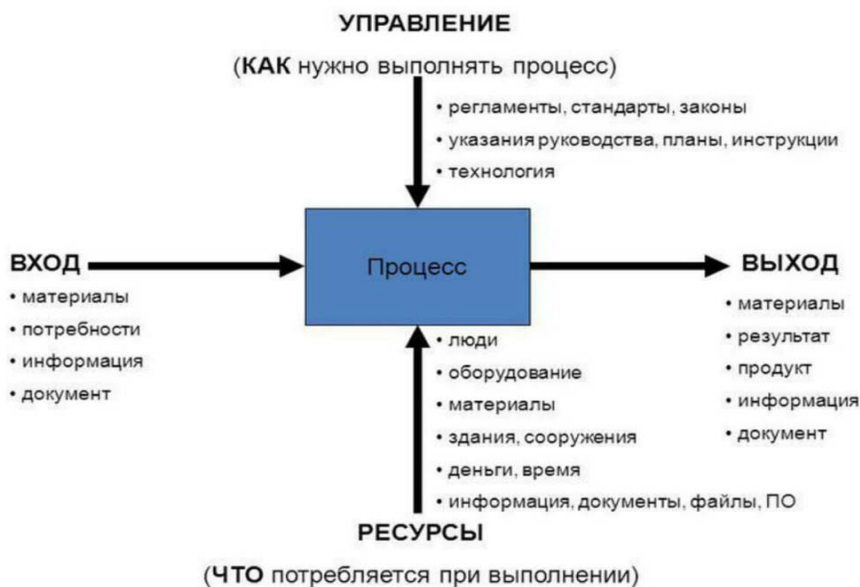 УПРАВЛЕНИЕ
(КАК нужно выполнять процесс)
• регламенты, стандарты, законы
• указания руководства, планы, инструкции
• технология
ВХОД
• материалы
• потребности
• информация
• документ
Процесс
ВЫХОД
• материалы
• результат
• продукт
• информация
• документ
• люди
• оборудование
• материалы
• здания, сооружения
• деньги, время
• информация, документы, файлы, ПО
РЕСУРСЫ
(ЧТО потребляется при выполнении)